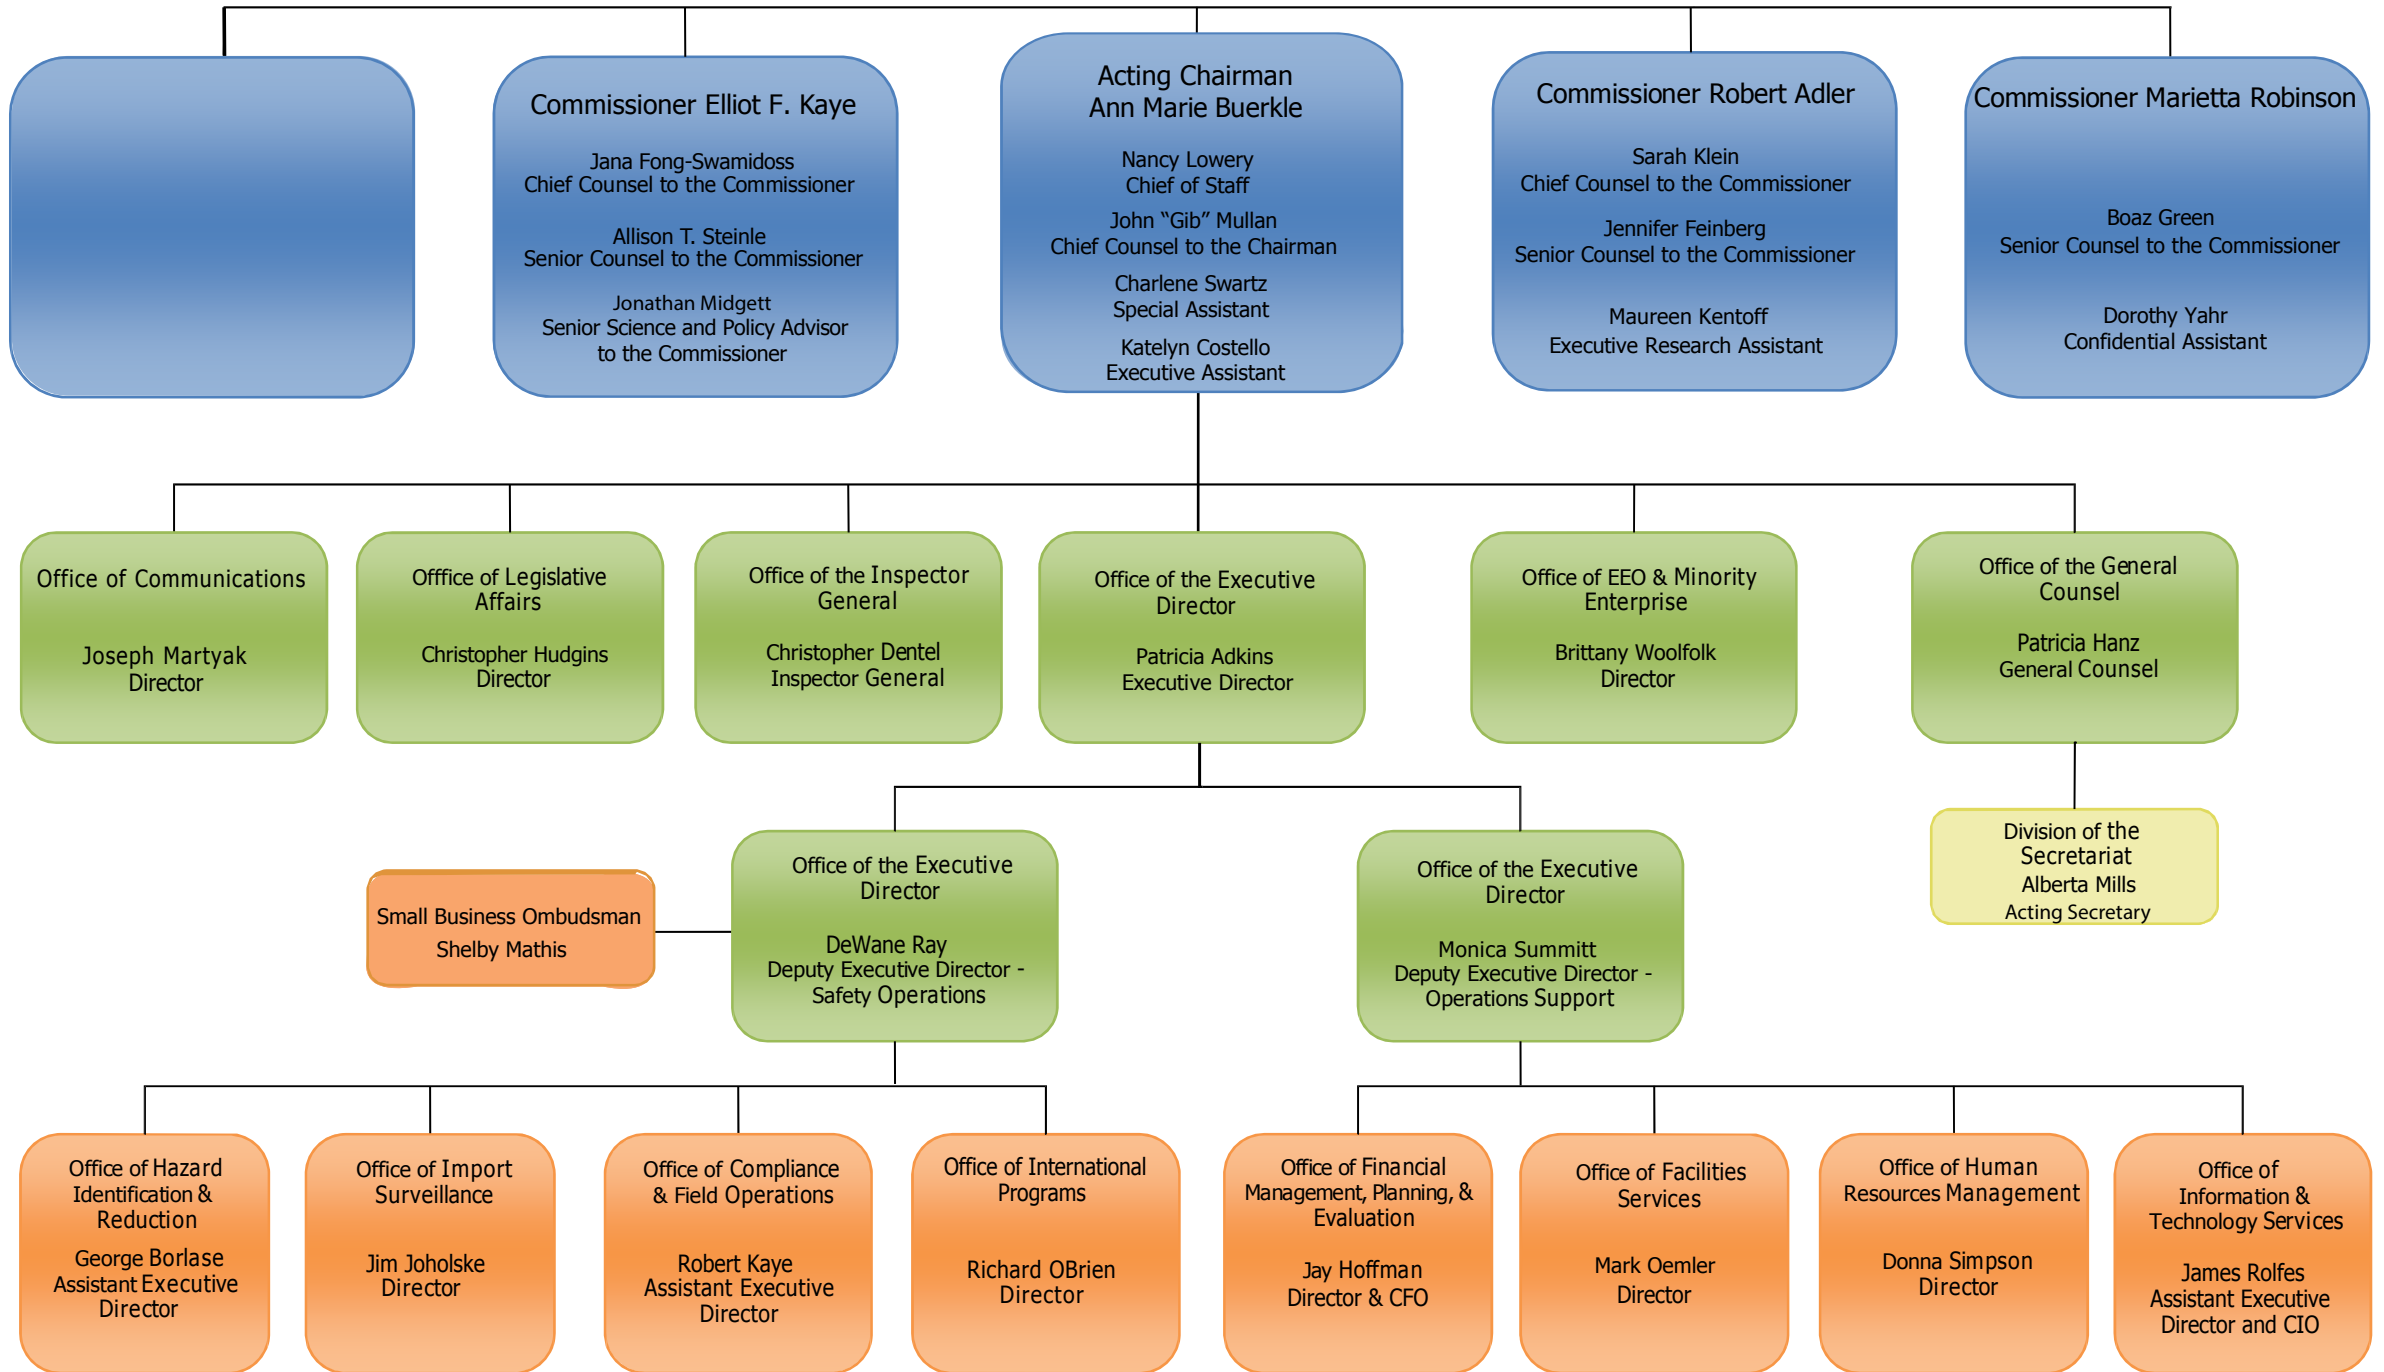 Commissioner Elliot F. Kaye
Jana Fong-Swamidoss
Chief Counsel to the Commissioner
Allison T. Steinle
Senior Counsel to the Commissioner
Jonathan Midgett
Senior Science and Policy Advisor
to the Commissioner
Acting Chairman
Ann Marie Buerkle
Nancy Lowery
Chief of Staff
John “Gib” Mullan
Chief Counsel to the Chairman
Charlene Swartz
Special Assistant
Katelyn Costello
Executive Assistant
Commissioner Robert Adler
Sarah Klein
Chief Counsel to the Commissioner
Jennifer Feinberg
Senior Counsel to the Commissioner
Maureen Kentoff
Executive Research Assistant
Commissioner Marietta Robinson
Boaz Green
Senior Counsel to the Commissioner
Dorothy Yahr
Confidential Assistant
Office of Communications
Joseph Martyak
Director
Offfice of Legislative
Affairs
Christopher Hudgins
Director
Office of the Inspector
General
Christopher Dentel
Inspector General
Office of the Executive
Director
Patricia Adkins
Executive Director
Office of EEO & Minority
Enterprise
Brittany Woolfolk
Director
Office of the General
Counsel
Patricia Hanz
General Counsel
Small Business Ombudsman
Shelby Mathis
Office of the Executive
Director
DeWane Ray
Deputy Executive Director -
Safety Operations
Office of the Executive
Director
Monica Summitt
Deputy Executive Director -
Operations Support
Division of the
Secretariat
Alberta Mills
Acting Secretary
Office of Hazard
Identification &
Reduction
George Borlase
Assistant Executive
Director
Office of Import
Surveillance
Jim Joholske
Director
Office of Compliance
& Field Operations
Robert Kaye
Assistant Executive
Director
Office of International
Programs
Richard OBrien
Director
Office of Financial
Management, Planning, &
Evaluation
Jay Hoffman
Director & CFO
Office of Facilities
Services
Mark Oemler
Director
Office of Human
Resources Management
Donna Simpson
Director
Office of
Information &
Technology Services
James Rolfes
Assistant Executive
Director and CIO